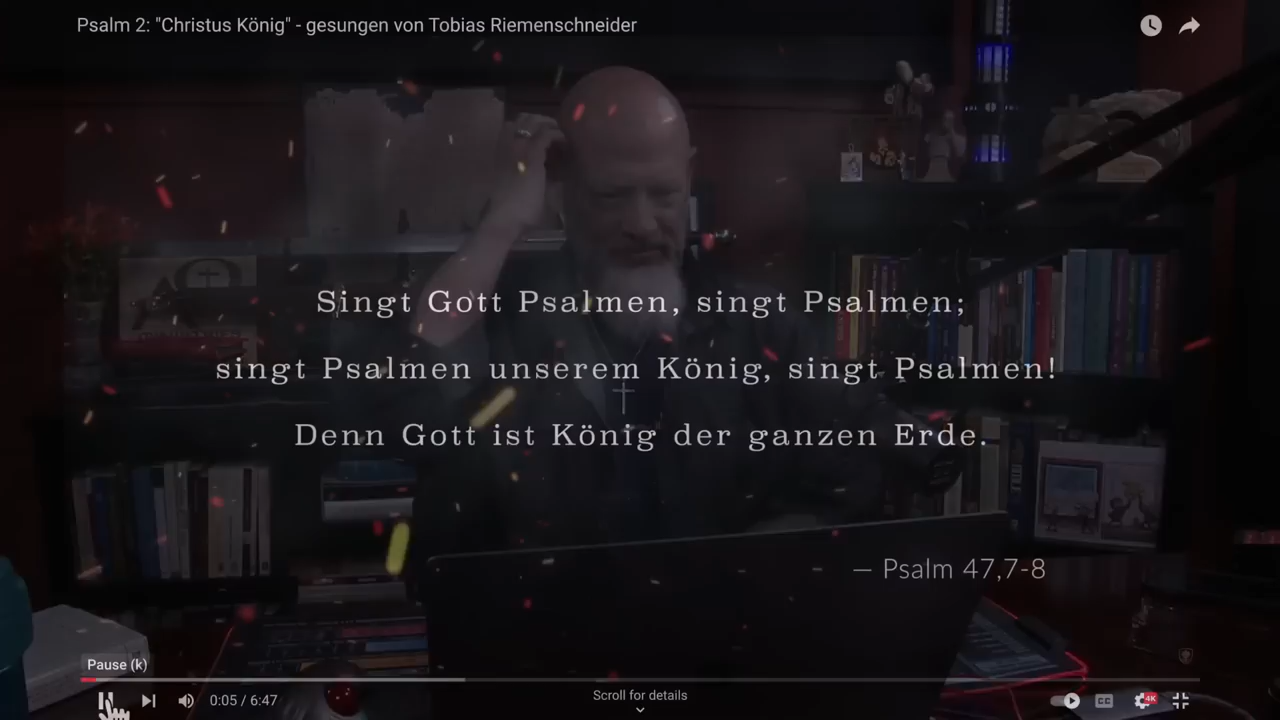 Psalm 2: "Christus König" - gesungen von Tobias Riemenschneider
Singt Gott Psalmen, singt Psalmen;
singt Psalmen unserem König, singt Psalmen!
Denn Gott ist König der ganzen Erde.
— Psalm 47,7-8
Pause (k)
0:05 / 6:47
Scroll for details
CC
4K